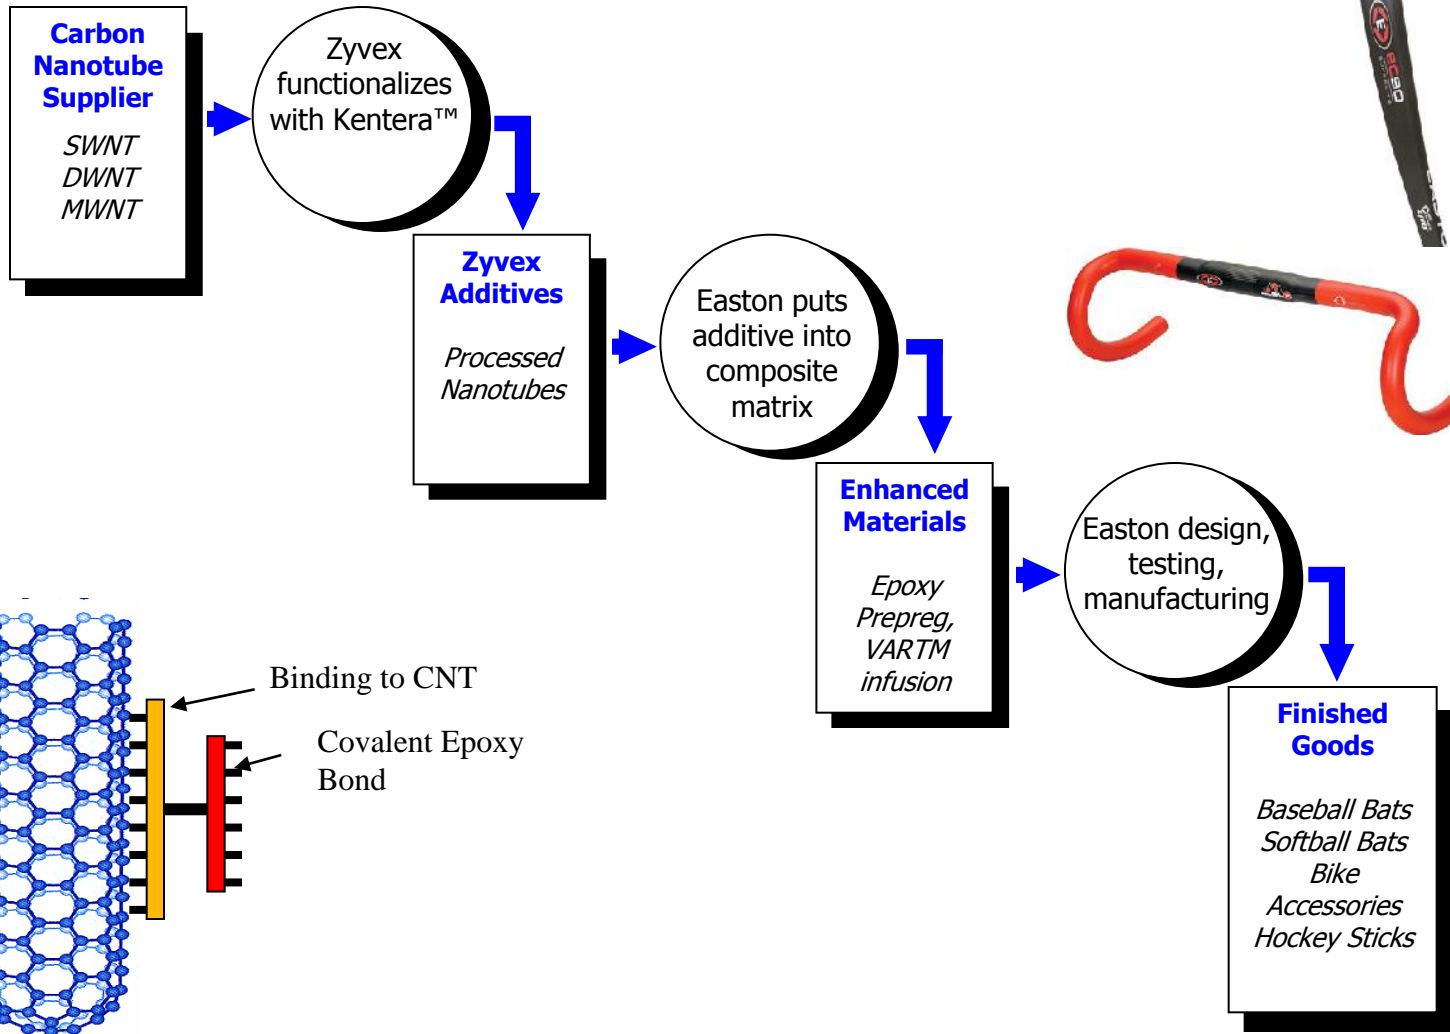 Carbon
Nanotube
Supplier
SWNT
DWNT
MWNT
Zyvex
functionalizes
with Kentera™
Zyvex
Additives
Processed
Nanotubes
Easton puts
additive into
composite
matrix
Enhanced
Materials
Epoxy
Prepreg,
VARTM
infusion
Easton design,
testing,
manufacturing
Finished
Goods
Baseball Bats
Softball Bats
Bike
Accessories
Hockey Sticks
Binding to CNT
Covalent Epoxy
Bond
EC90